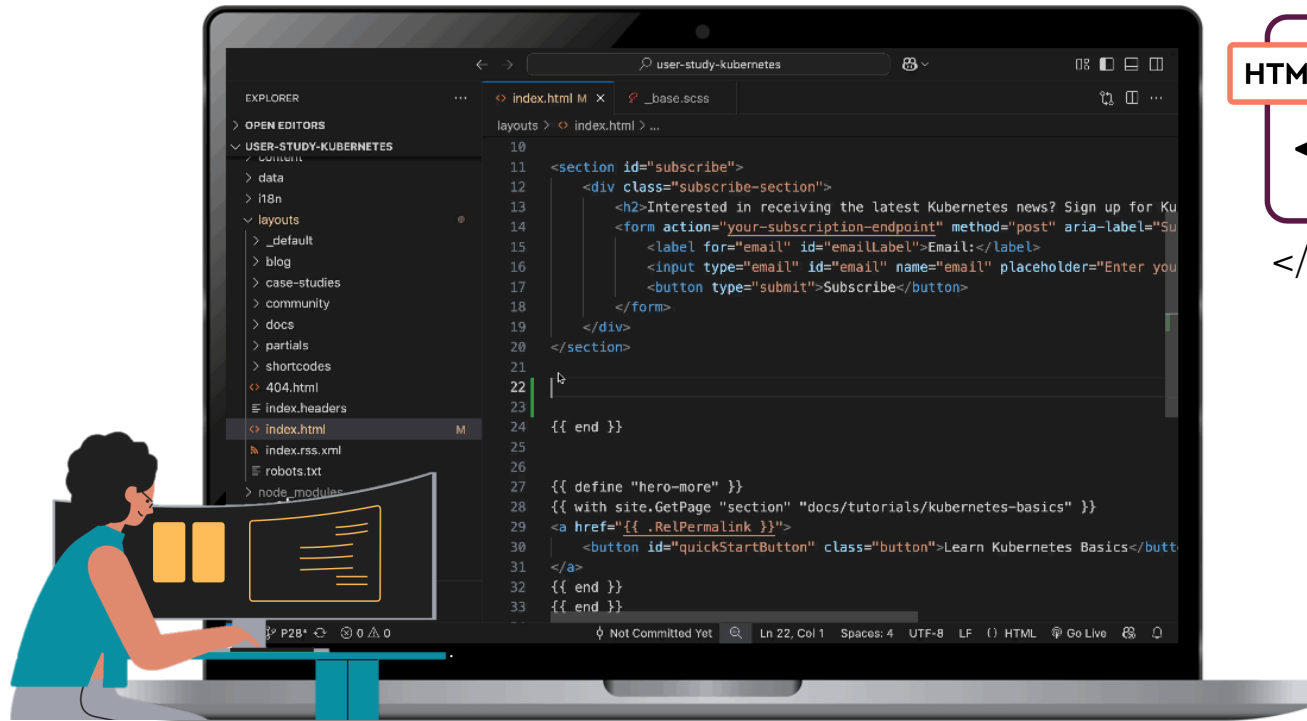 user-study-kubernetes
EXPLORER
index.html M
_base.scss
OPEN EDITORS
layouts > index.html > ...
USER-STUDY-KUBERNETES
content
data
i18n
layouts
_default
blog
case-studies
community
docs
partials
shortcodes
404.html
index.headers
index.html M
index.rss.xml
robots.txt
node_modules
10
11 <section id="subscribe">
12 <div class="subscribe-section">
13 <h2>Interested in receiving the latest Kubernetes news? Sign up for Ku
14 <form action="your-subscription-endpoint" method="post" aria-label="Su
15 <label for="email" id="emailLabel">Email:</label>
16 <input type="email" id="email" name="email" placeholder="Enter you
17 <button type="submit">Subscribe</button>
18 </form>
19 </div>
20 </section>
21
22
23
24 {{ end }}
25
26
27 {{ define "hero-more" }}
28 {{ with site.GetPage "section" "docs/tutorials/kubernetes-basics" }}
29 <a href="{{ .RelPermalink }}">
30 <button id="quickStartButton" class="button">Learn Kubernetes Basics</butt
31 </a>
32 {{ end }}
33 {{ end }}
P28* 0 0
Not Committed Yet Ln 22, Col 1 Spaces: 4 UTF-8 LF {} HTML Go Live
HTM
</